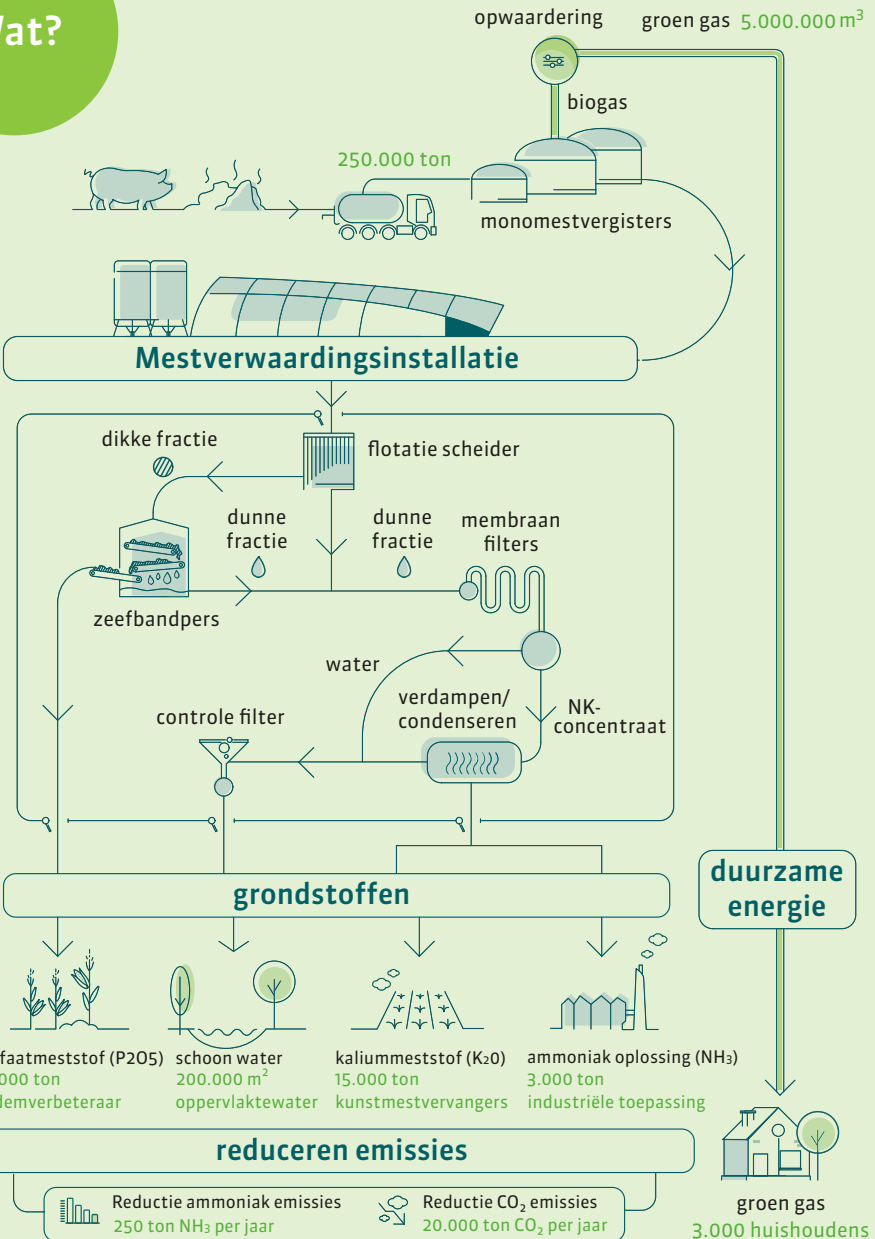 Wat?
opwaardering
groen gas 5.000.000 m³
biogas
250.000 ton
monomestvergisters
Mestverwaardingsinstallatie
dikke fractie
flotatie scheider
dunne
fractie
dunne
fractie
membraan
filters
zeefbandpers
water
verdampen/
condenseren
NK-
concentraat
controle filter
duurzame
energie
grondstoffen
faatmeststof (P2O5)
000 ton
demverbeteraar
schoon water
200.000 m²
oppervlaktewater
kaliummeststof (K₂0)
15.000 ton
kunstmestvervangers
ammoniak oplossing (NH₃)
3.000 ton
industriële toepassing
reduceren emissies
Reductie ammoniak emissies
250 ton NH₃ per jaar
Reductie CO₂ emissies
20.000 ton CO₂ per jaar
groen gas
3.000 huishoudens